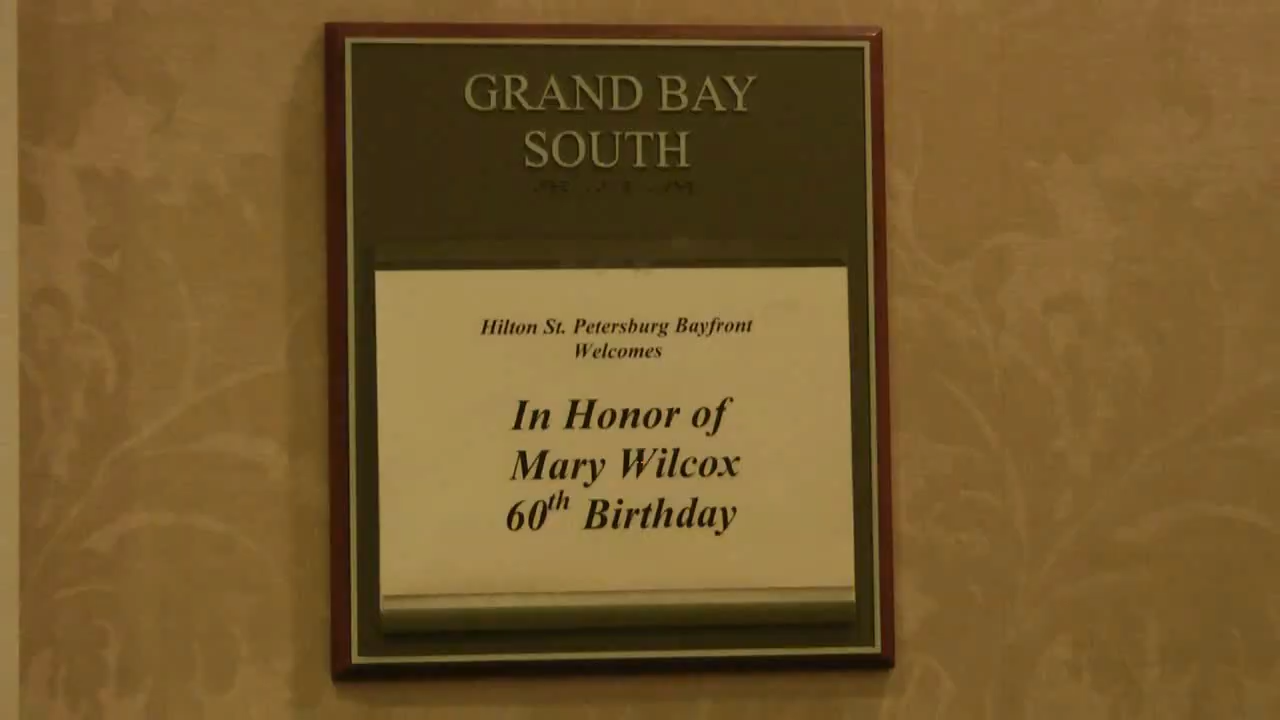 GRAND BAY
SOUTH
Hilton St. Petersburg Bayfront
Welcomes
In Honor of
Mary Wilcox
60th Birthday